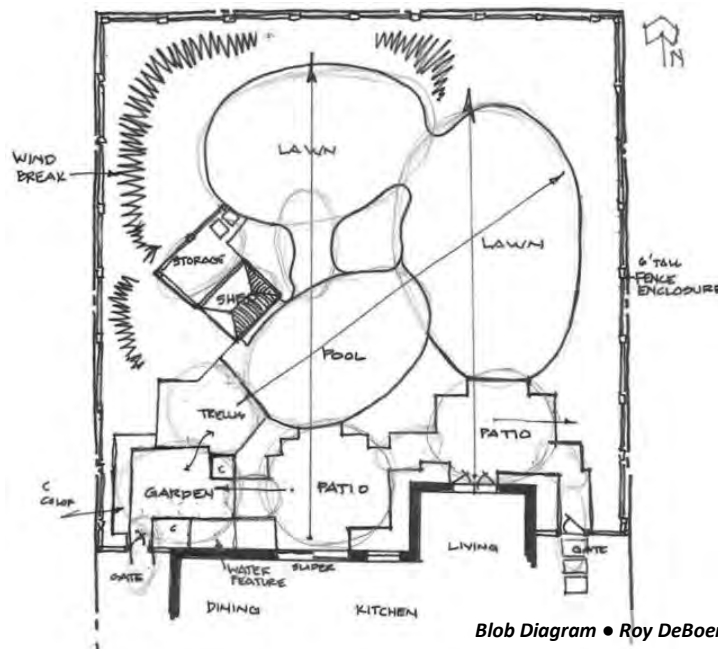 N
LAWN
WIND
BREAK
LAWN
STORAGE
SHED
6' TALL
FENCE
ENCLOSURE
POOL
TRELLIS
PATIO
C
C
COLOR
GARDEN
PATIO
C
LIVING
GATE
GATE
WATER
FEATURE
SLIDER
DINING
KITCHEN
Blob Diagram ● Roy DeBoer